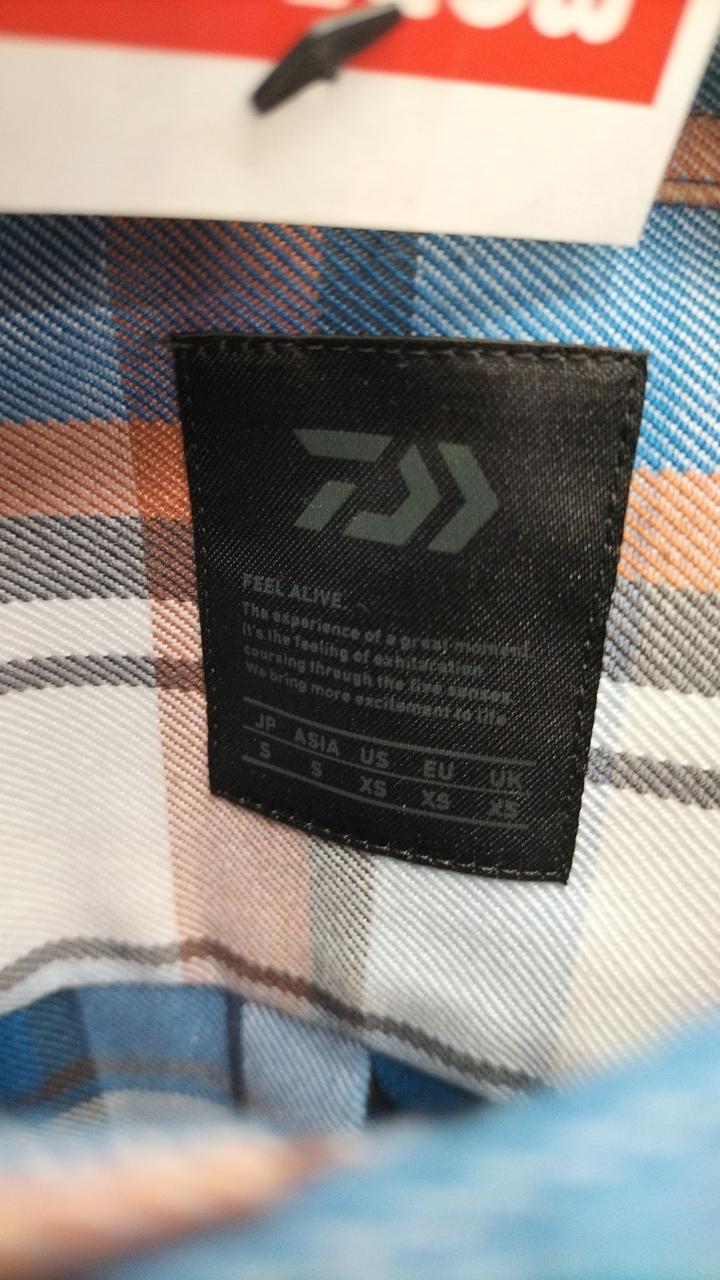 FEEL ALIVE.
The experience of a great moment.
It's the feeling of exhilaration
coursing through the live senses.
We bring more excitement to life.
JP ASIA US EU UK
S S XS XS XS